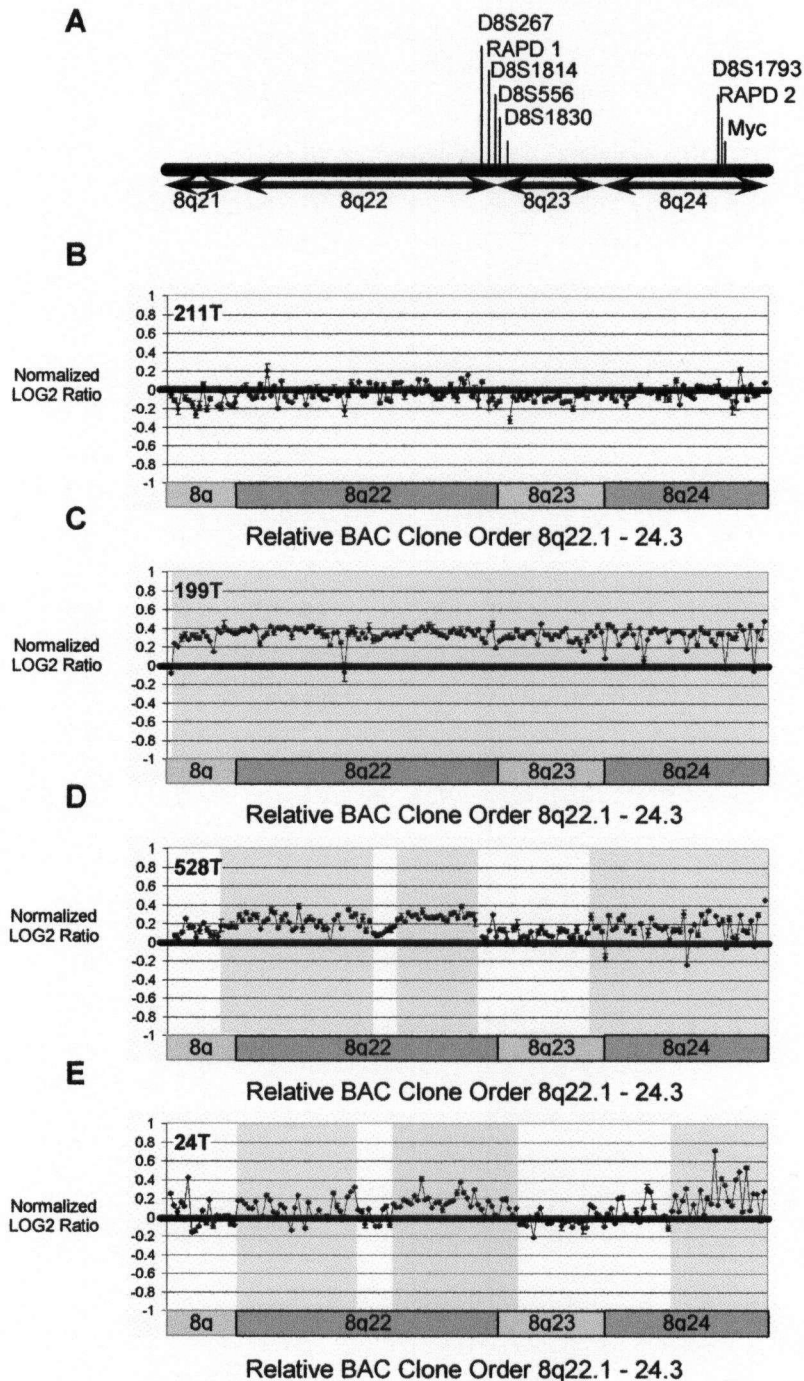 A
D8S267
RAPD 1
D8S1814
D8S556
D8S1830
D8S1793
RAPD 2
Myc
8q21
8q22
8q23
8q24
B
Normalized
LOG2 Ratio
1
0.8
0.6
0.4
0.2
0
-0.2
-0.4
-0.6
-0.8
-1
211T
8q
8q22
8q23
8q24
Relative BAC Clone Order 8q22.1 - 24.3
C
Normalized
LOG2 Ratio
1
0.8
0.6
0.4
0.2
0
-0.2
-0.4
-0.6
-0.8
-1
199T
8q
8q22
8q23
8q24
Relative BAC Clone Order 8q22.1 - 24.3
D
Normalized
LOG2 Ratio
1
0.8
0.6
0.4
0.2
0
-0.2
-0.4
-0.6
-0.8
-1
528T
8q
8q22
8q23
8q24
Relative BAC Clone Order 8q22.1 - 24.3
E
Normalized
LOG2 Ratio
1
0.8
0.6
0.4
0.2
0
-0.2
-0.4
-0.6
-0.8
-1
24T
8q
8q22
8q23
8q24
Relative BAC Clone Order 8q22.1 - 24.3